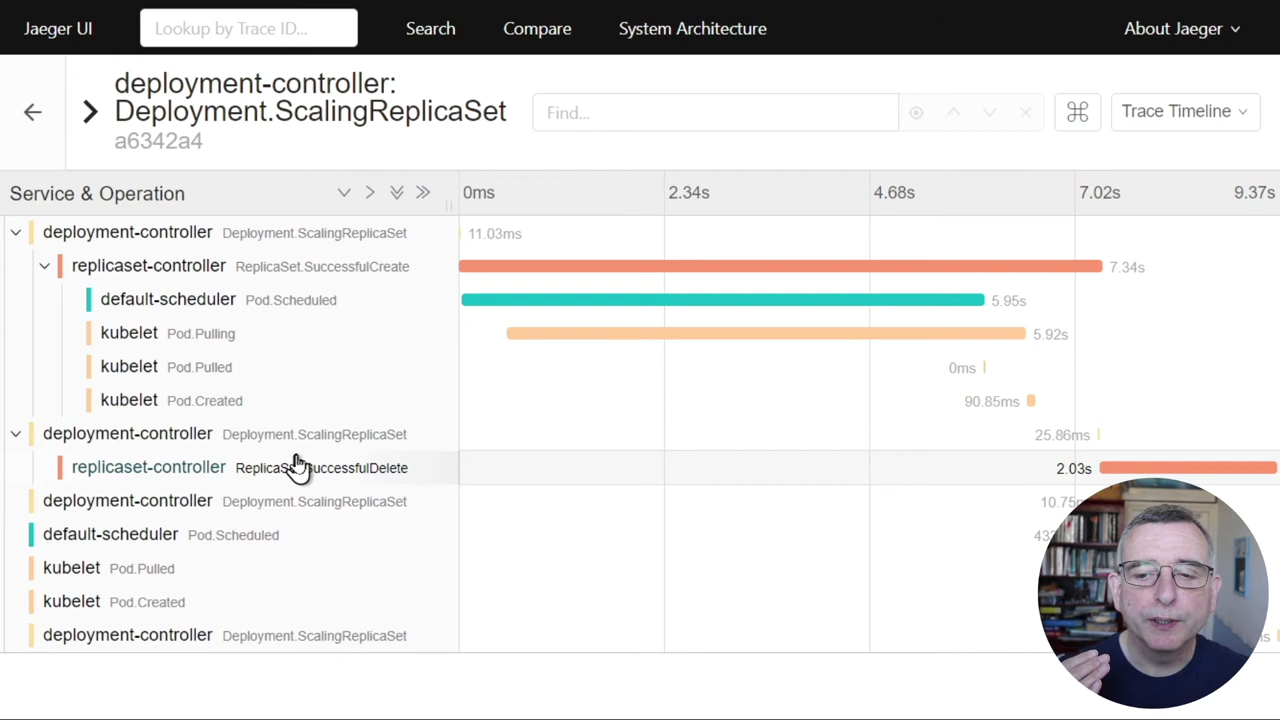 Jaeger UI
Lookup by Trace ID...
Search
Compare
System Architecture
About Jaeger
deployment-controller:
Deployment.ScalingReplicaSet
a6342a4
Find...
Trace Timeline
Service & Operation
0ms
2.34s
4.68s
7.02s
9.37s
deployment-controller Deployment.ScalingReplicaSet 11.03ms
replicaset-controller ReplicaSet.SuccessfulCreate 7.34s
default-scheduler Pod.Scheduled 5.95s
kubelet Pod.Pulling 5.92s
kubelet Pod.Pulled 0ms
kubelet Pod.Created 90.85ms
deployment-controller Deployment.ScalingReplicaSet 25.86ms
replicaset-controller ReplicaSet.SuccessfulDelete 2.03s
deployment-controller Deployment.ScalingReplicaSet
default-scheduler Pod.Scheduled
kubelet Pod.Pulled
kubelet Pod.Created
deployment-controller Deployment.ScalingReplicaSet